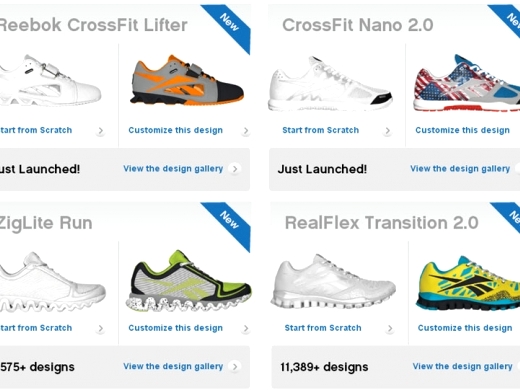 Reebok CrossFit Lifter
New
Start from Scratch
Customize this design
Just Launched!
View the design gallery
CrossFit Nano 2.0
New
Start from Scratch
Customize this design
Just Launched!
View the design gallery
ZigLite Run
New
Start from Scratch
Customize this design
575+ designs
View the design gallery
RealFlex Transition 2.0
New
Start from Scratch
Customize this design
11,389+ designs
View the design gallery